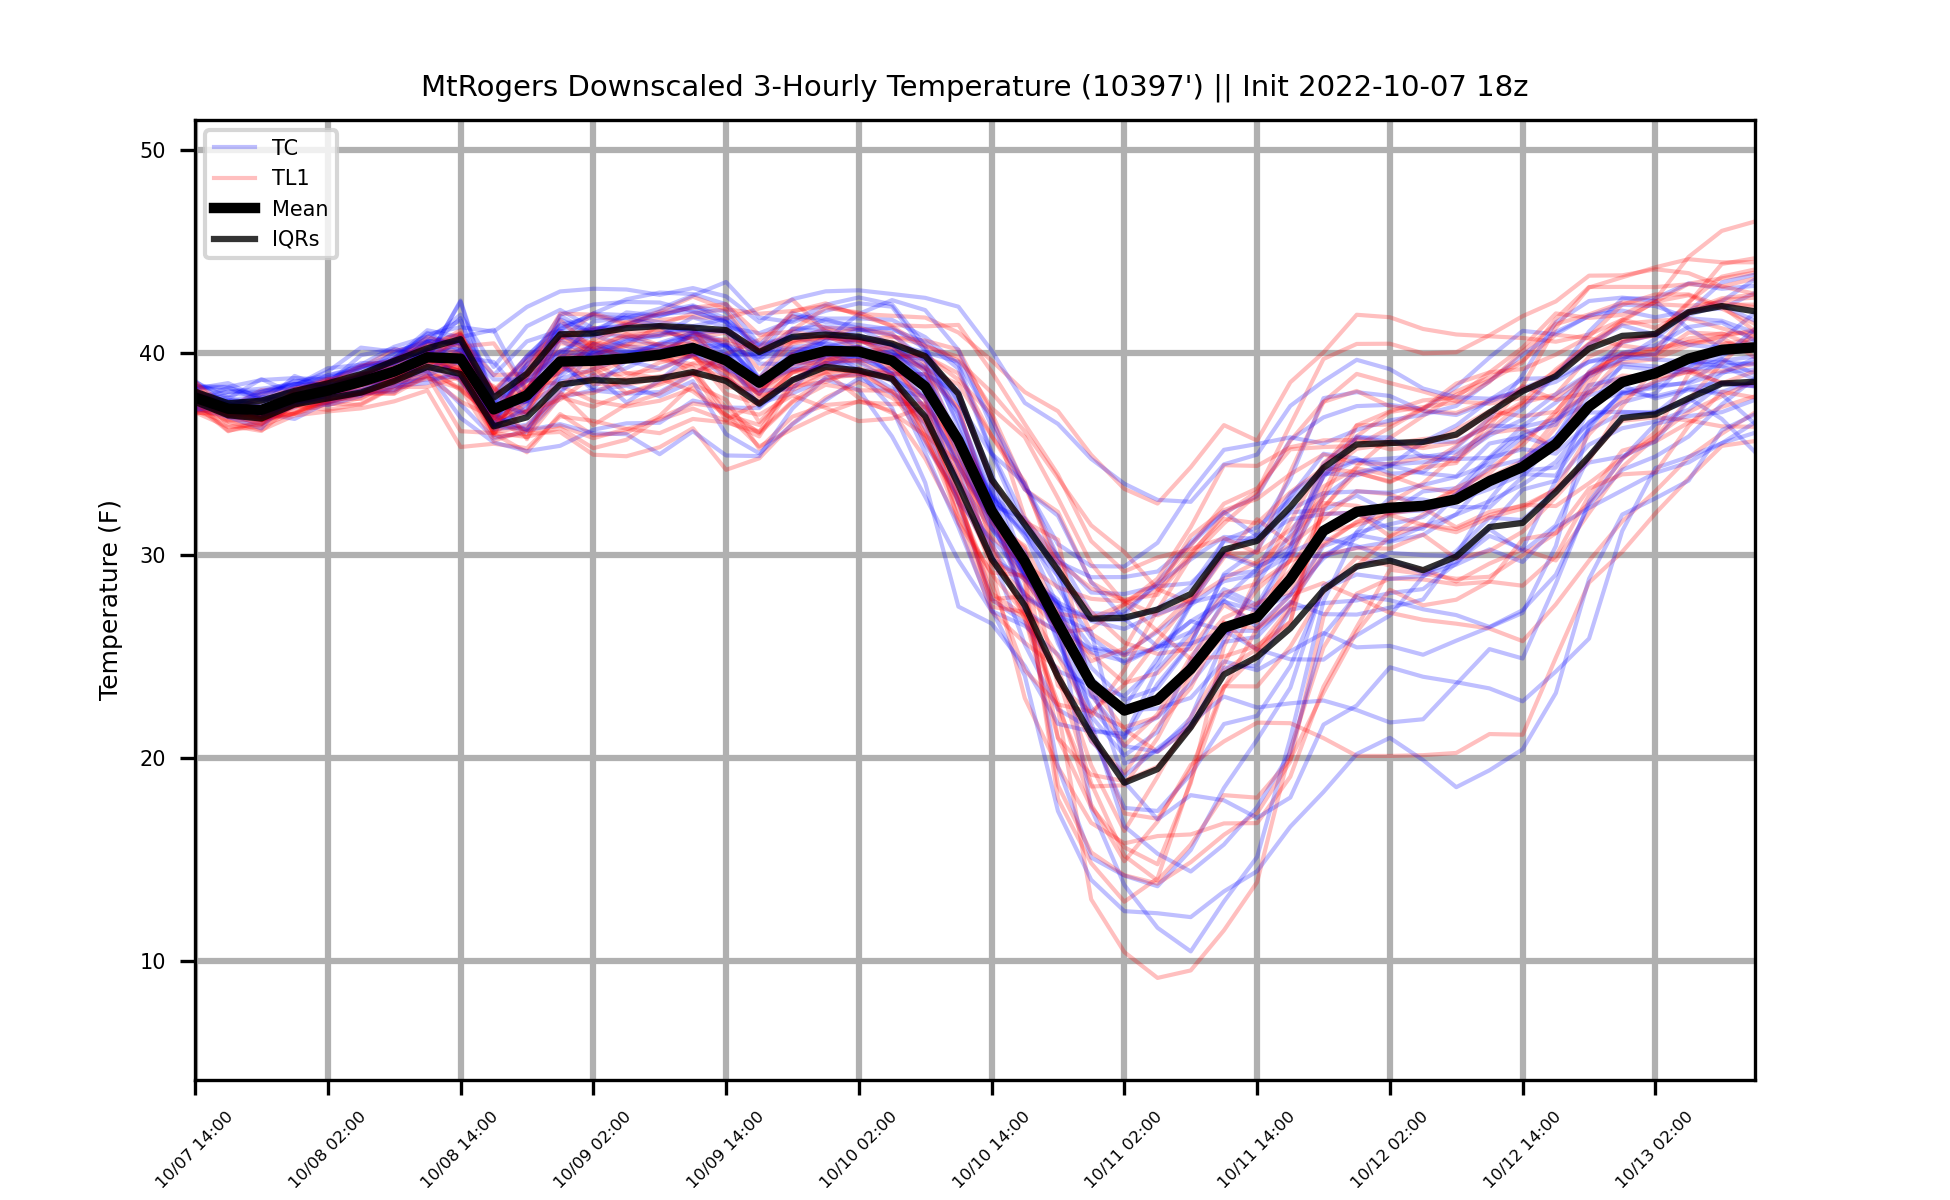 MtRogers Downscaled 3-Hourly Temperature (10397') || Init 2022-10-07 18z
TC
TL1
Mean
IQRs
Temperature (F)
50
40
30
20
10
10/07 14:00
10/08 02:00
10/08 14:00
10/09 02:00
10/09 14:00
10/10 02:00
10/10 14:00
10/11 02:00
10/11 14:00
10/12 02:00
10/12 14:00
10/13 02:00